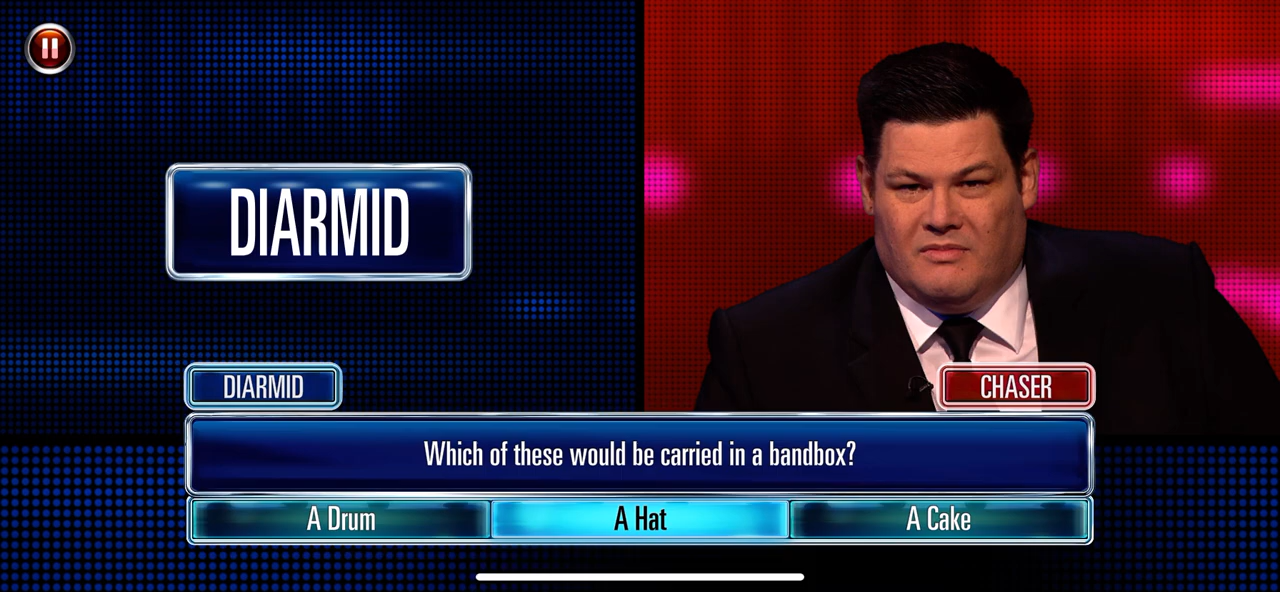 DIARMID
DIARMID
CHASER
Which of these would be carried in a bandbox?
A Drum
A Hat
A Cake